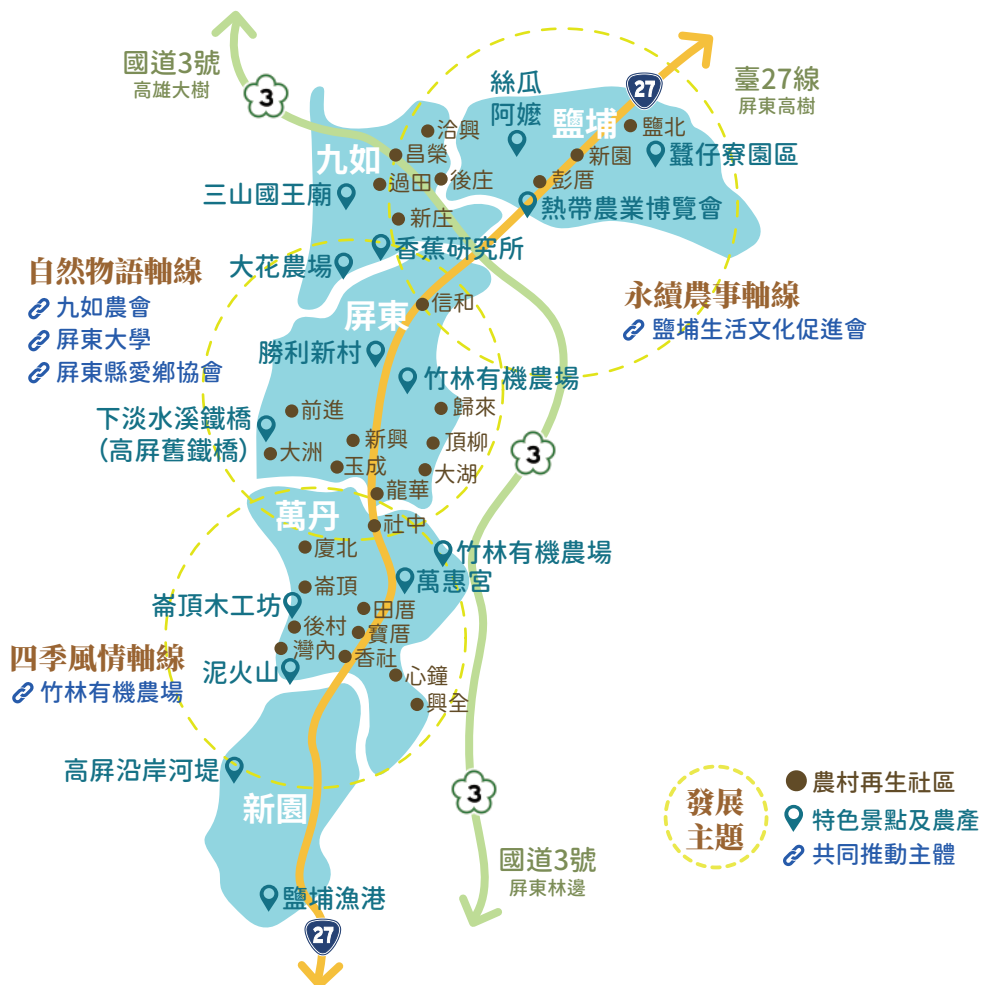 國道3號
高雄大樹
3
27
臺27線
屏東高樹
絲瓜
阿嬤
鹽埔
鹽北
洽興
昌榮
九如
新園
蠶仔寮園區
過田
後庄
彭厝
三山國王廟
熱帶農業博覽會
新庄
香蕉研究所
大花農場
自然物語軸線
九如農會
屏東大學
屏東縣愛鄉協會
永續農事軸線
鹽埔生活文化促進會
信和
屏東
勝利新村
竹林有機農場
前進
歸來
下淡水溪鐵橋
(高屏舊鐵橋)
大洲
新興
頂柳
玉成
大湖
3
龍華
萬丹
社中
廈北
竹林有機農場
萬惠宮
崙頂
崙頂木工坊
田厝
後村
寶厝
灣內
香社
四季風情軸線
竹林有機農場
泥火山
心鐘
興全
高屏沿岸河堤
3
新園
發展
主題
農村再生社區
特色景點及農產
共同推動主體
國道3號
屏東林邊
鹽埔漁港
27